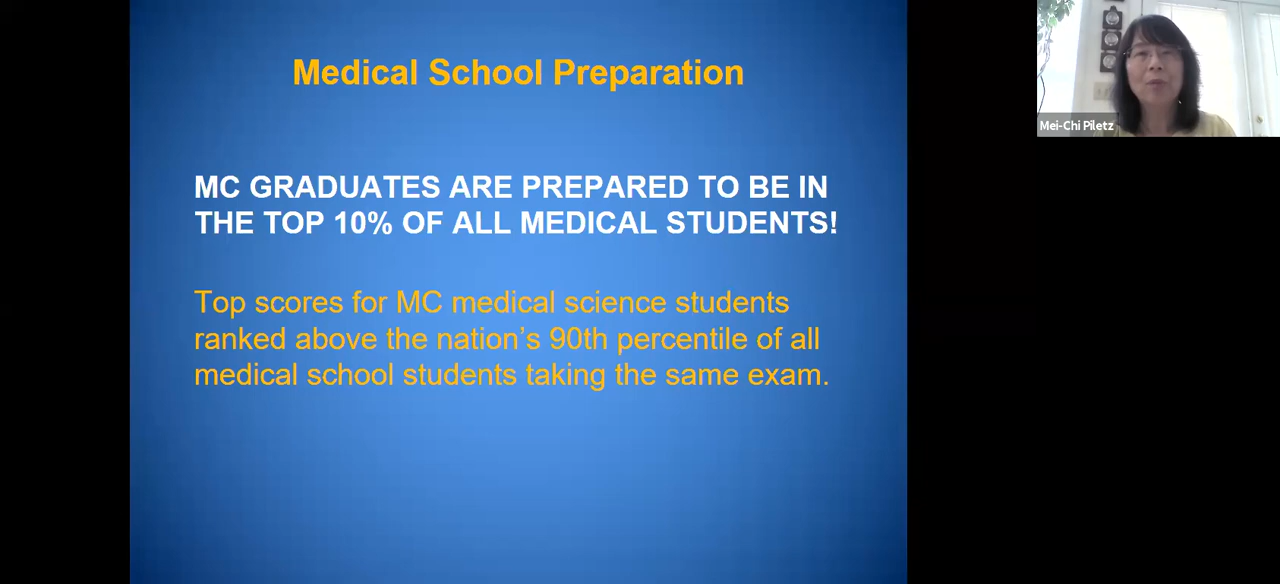 Medical School Preparation
MC GRADUATES ARE PREPARED TO BE IN
THE TOP 10% OF ALL MEDICAL STUDENTS!
Top scores for MC medical science students
ranked above the nation’s 90th percentile of all
medical school students taking the same exam.
Mei-Chi Piletz